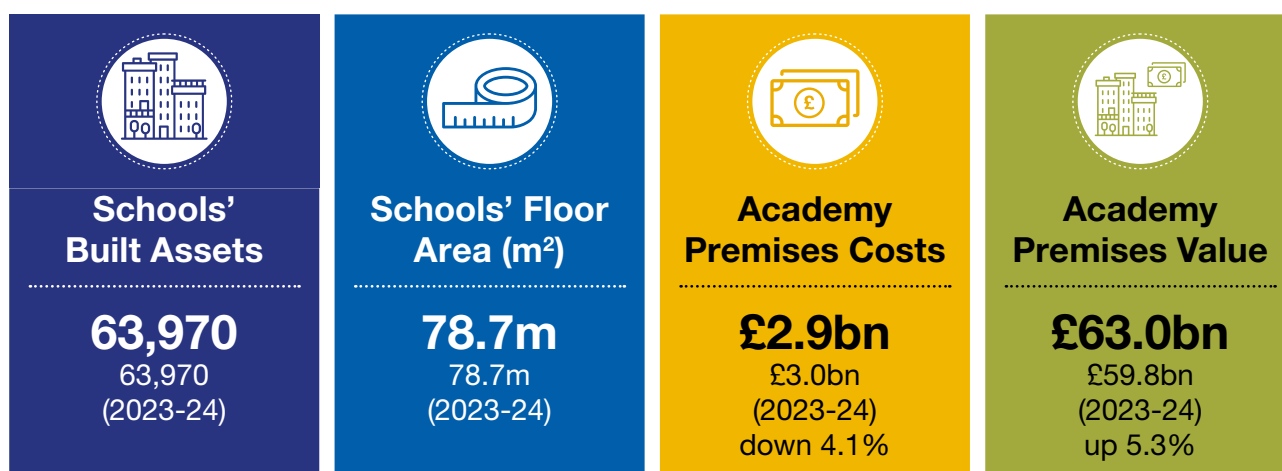 Schools’
Built Assets
63,970
63,970
(2023-24)
Schools’ Floor
Area (m²)
78.7m
78.7m
(2023-24)
£
Academy
Premises Costs
£2.9bn
£3.0bn
(2023-24)
down 4.1%
£
Academy
Premises Value
£63.0bn
£59.8bn
(2023-24)
up 5.3%